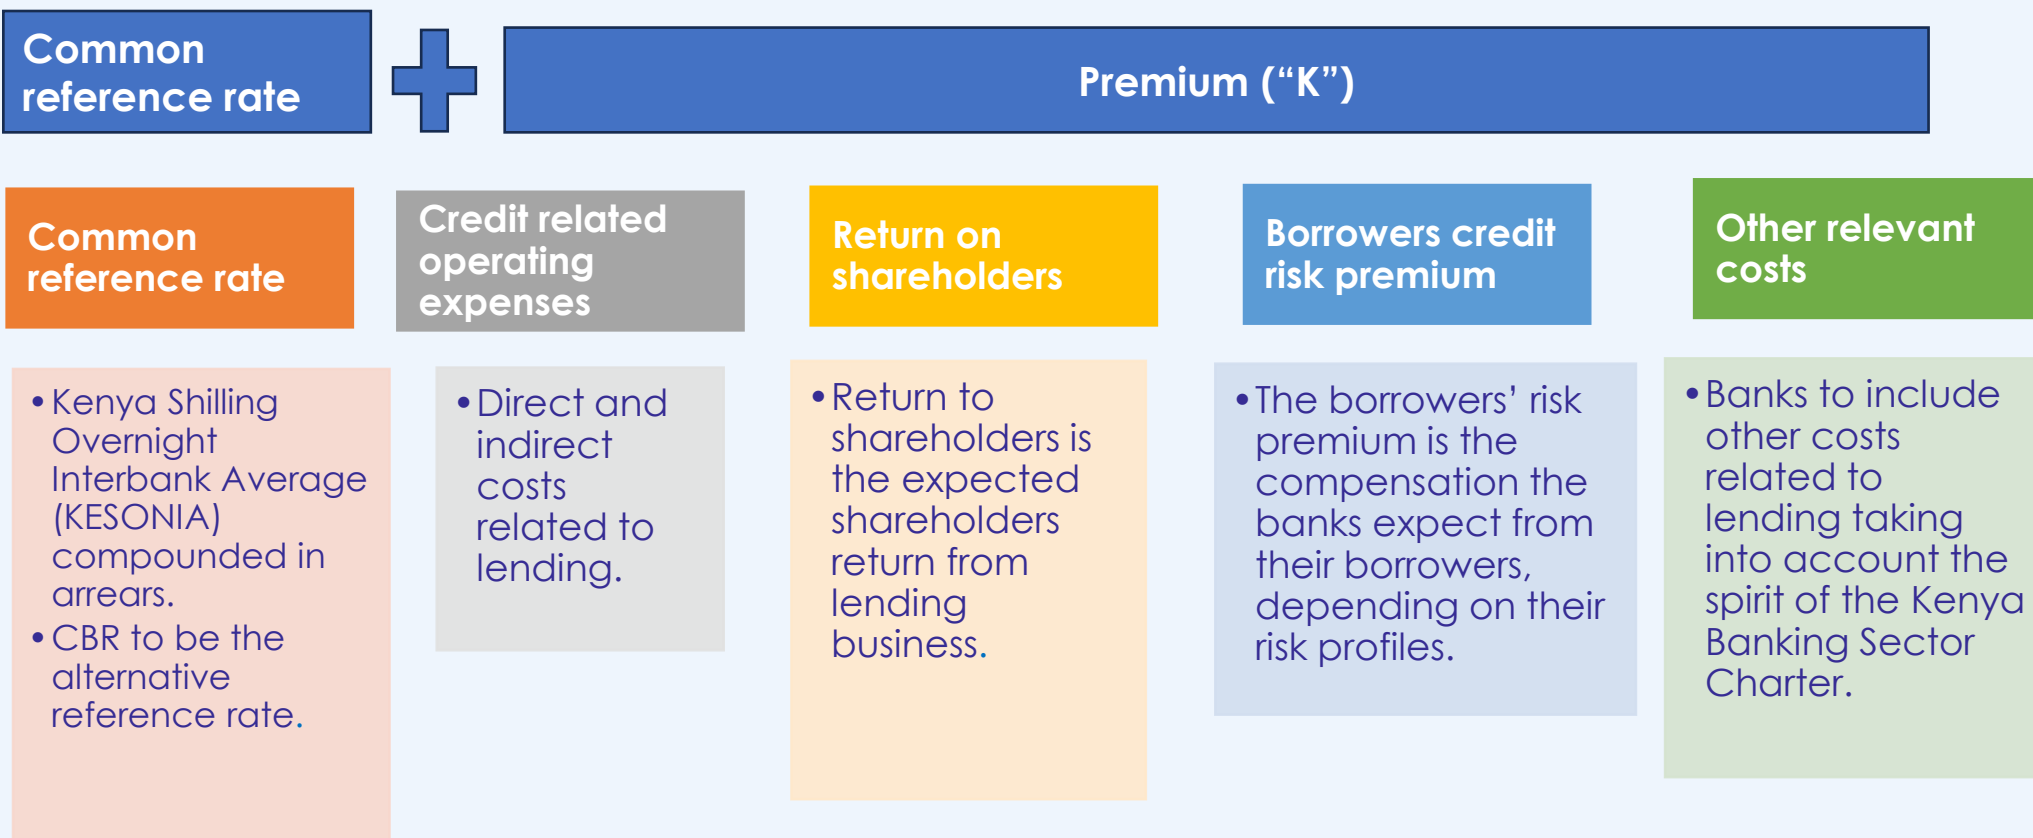 Common
reference rate
Premium (“K”)
Common
reference rate
Credit related
operating
expenses
Return on
shareholders
Borrowers credit
risk premium
Other relevant
costs
•Kenya Shilling
Overnight
Interbank Average
(KESONIA)
compounded in
arrears.
•CBR to be the
alternative
reference rate.
•Direct and
indirect
costs
related to
lending.
•Return to
shareholders is
the expected
shareholders
return from
lending
business.
•The borrowers’ risk
premium is the
compensation the
banks expect from
their borrowers,
depending on their
risk profiles.
•Banks to include
other costs
related to
lending taking
into account the
spirit of the Kenya
Banking Sector
Charter.